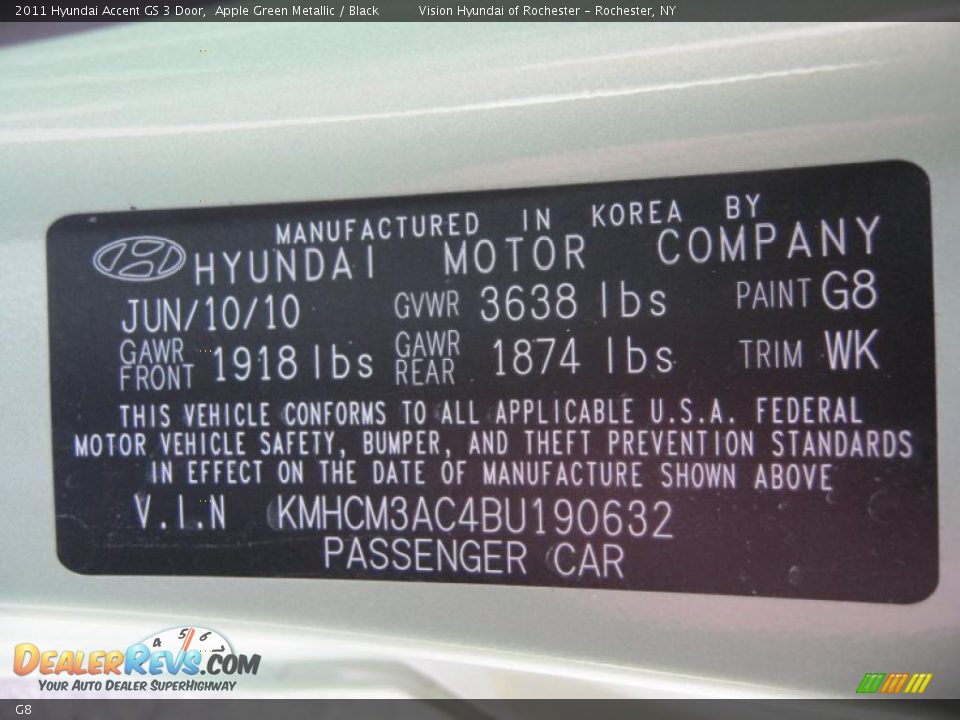 2011 Hyundai Accent GS 3 Door, Apple Green Metallic / Black Vision Hyundai of Rochester - Rochester, NY
MANUFACTURED IN KOREA BY
HYUNDAI MOTOR COMPANY
JUN/10/10 GVWR 3638 lbs PAINT G8
GAWR FRONT 1918 lbs GAWR REAR 1874 lbs TRIM WK
THIS VEHICLE CONFORMS TO ALL APPLICABLE U.S.A. FEDERAL
MOTOR VEHICLE SAFETY, BUMPER, AND THEFT PREVENTION STANDARDS
IN EFFECT ON THE DATE OF MANUFACTURE SHOWN ABOVE
V.I.N KMHCM3AC4BU190632
PASSENGER CAR
4 5 6
DEALERREVS.COM
YOUR AUTO DEALER SUPERHIGHWAY
G8